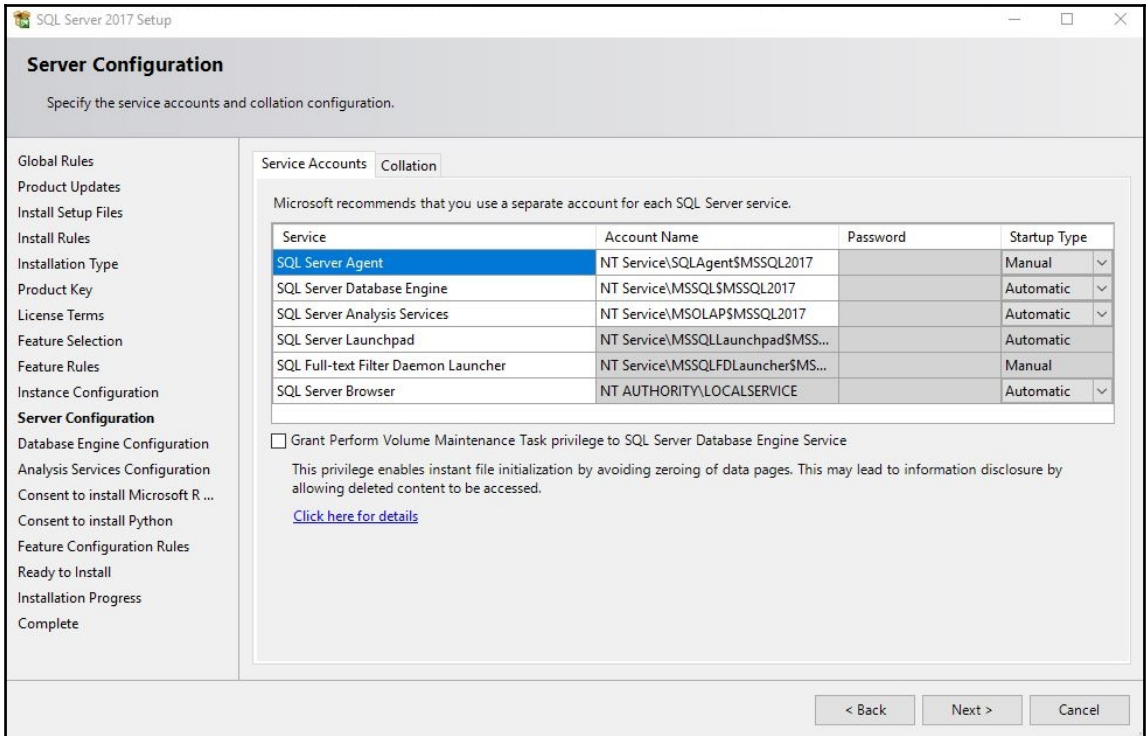 SQL Server 2017 Setup
Server Configuration
Specify the service accounts and collation configuration.
Global Rules
Product Updates
Install Setup Files
Install Rules
Installation Type
Product Key
License Terms
Feature Selection
Feature Rules
Instance Configuration
Server Configuration
Database Engine Configuration
Analysis Services Configuration
Consent to install Microsoft R ...
Consent to install Python
Feature Configuration Rules
Ready to Install
Installation Progress
Complete
Service Accounts Collation
Microsoft recommends that you use a separate account for each SQL Server service.
Service Account Name Password Startup Type
SQL Server Agent NT Service\SQLAgent$MSSQL2017 Manual
SQL Server Database Engine NT Service\MSSQL$MSSQL2017 Automatic
SQL Server Analysis Services NT Service\MSOLAP$MSSQL2017 Automatic
SQL Server Launchpad NT Service\MSSQLLaunchpad$MSS... Automatic
SQL Full-text Filter Daemon Launcher NT Service\MSSQLFDLauncher$MS... Manual
SQL Server Browser NT AUTHORITY\LOCALSERVICE Automatic
Grant Perform Volume Maintenance Task privilege to SQL Server Database Engine Service
This privilege enables instant file initialization by avoiding zeroing of data pages. This may lead to information disclosure by
allowing deleted content to be accessed.
Click here for details
< Back Next > Cancel